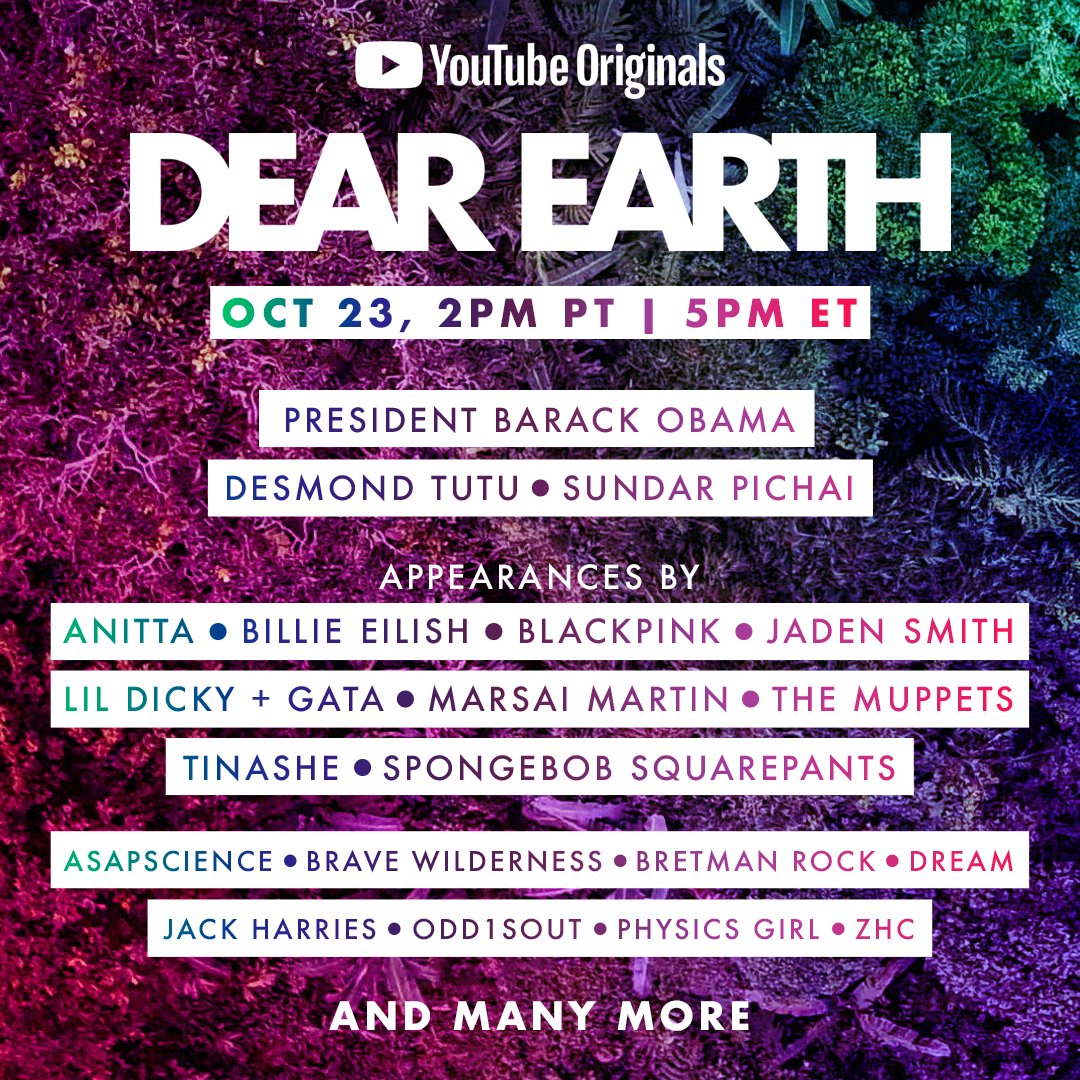 YouTube Originals
DEAR EARTH
OCT 23, 2PM PT | 5PM ET
PRESIDENT BARACK OBAMA
DESMOND TUTU • SUNDAR PICHAI
APPEARANCES BY
ANITTA • BILLIE EILISH • BLACKPINK • JADEN SMITH
LIL DICKY + GATA • MARSAI MARTIN • THE MUPPETS
TINASHE • SPONGEBOB SQUAREPANTS
ASAPSCIENCE • BRAVE WILDERNESS • BRETMAN ROCK • DREAM
JACK HARRIES • ODD1SOUT • PHYSICS GIRL • ZHC
AND MANY MORE